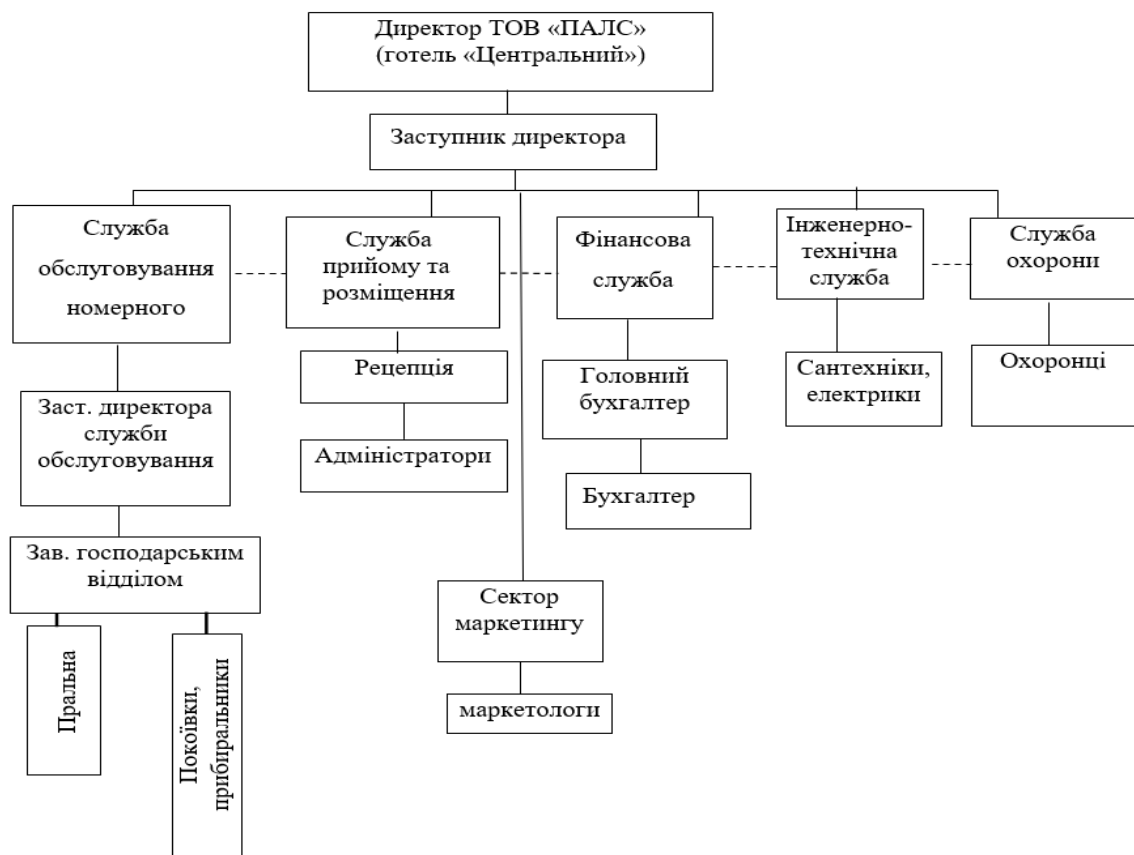 Директор ТОВ «ПАЛС»
(готель «Центральний»)
Заступник директора
Служба
обслуговування
номерного
Служба
прийому та
розміщення
Фінансова
служба
Інженерно-
технічна
служба
Служба
охорони
Рецепція
Адміністратори
Головний
бухгалтер
Бухгалтер
Сантехніки,
електрики
Охоронці
Заст. директора
служби
обслуговування
Зав. господарським
відділом
Пральна
Покоївки,
прибиральники
Сектор
маркетингу
маркетологи